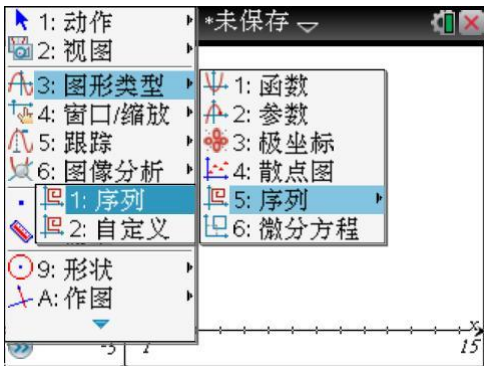 *未保存
1: 动作
2: 视图
3: 图形类型
4: 窗口/缩放
5: 跟踪
6: 图像分析
1: 序列
2: 自定义
9: 形状
A: 作图
1: 函数
2: 参数
3: 极坐标
4: 散点图
5: 序列
6: 微分方程
x
15